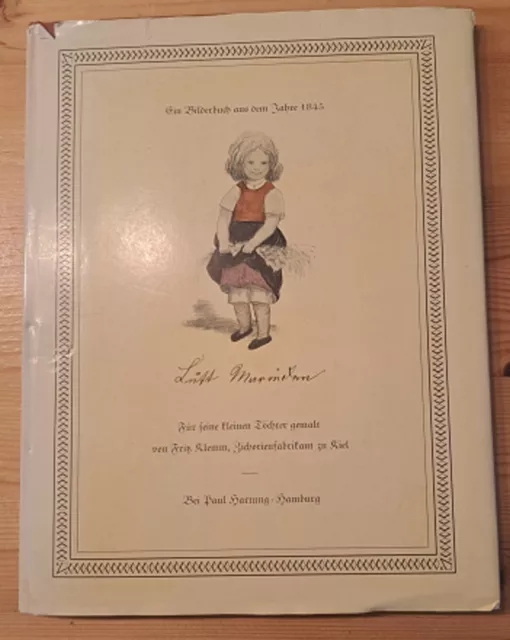 Ein Bilderbuch aus dem Jahre 1845
Lütt Marieken
Für seine kleinen Töchter gemalt
von Fritz Klemm, Zichorienfabrikant zu Kiel
Bei Paul Hartung · Hamburg